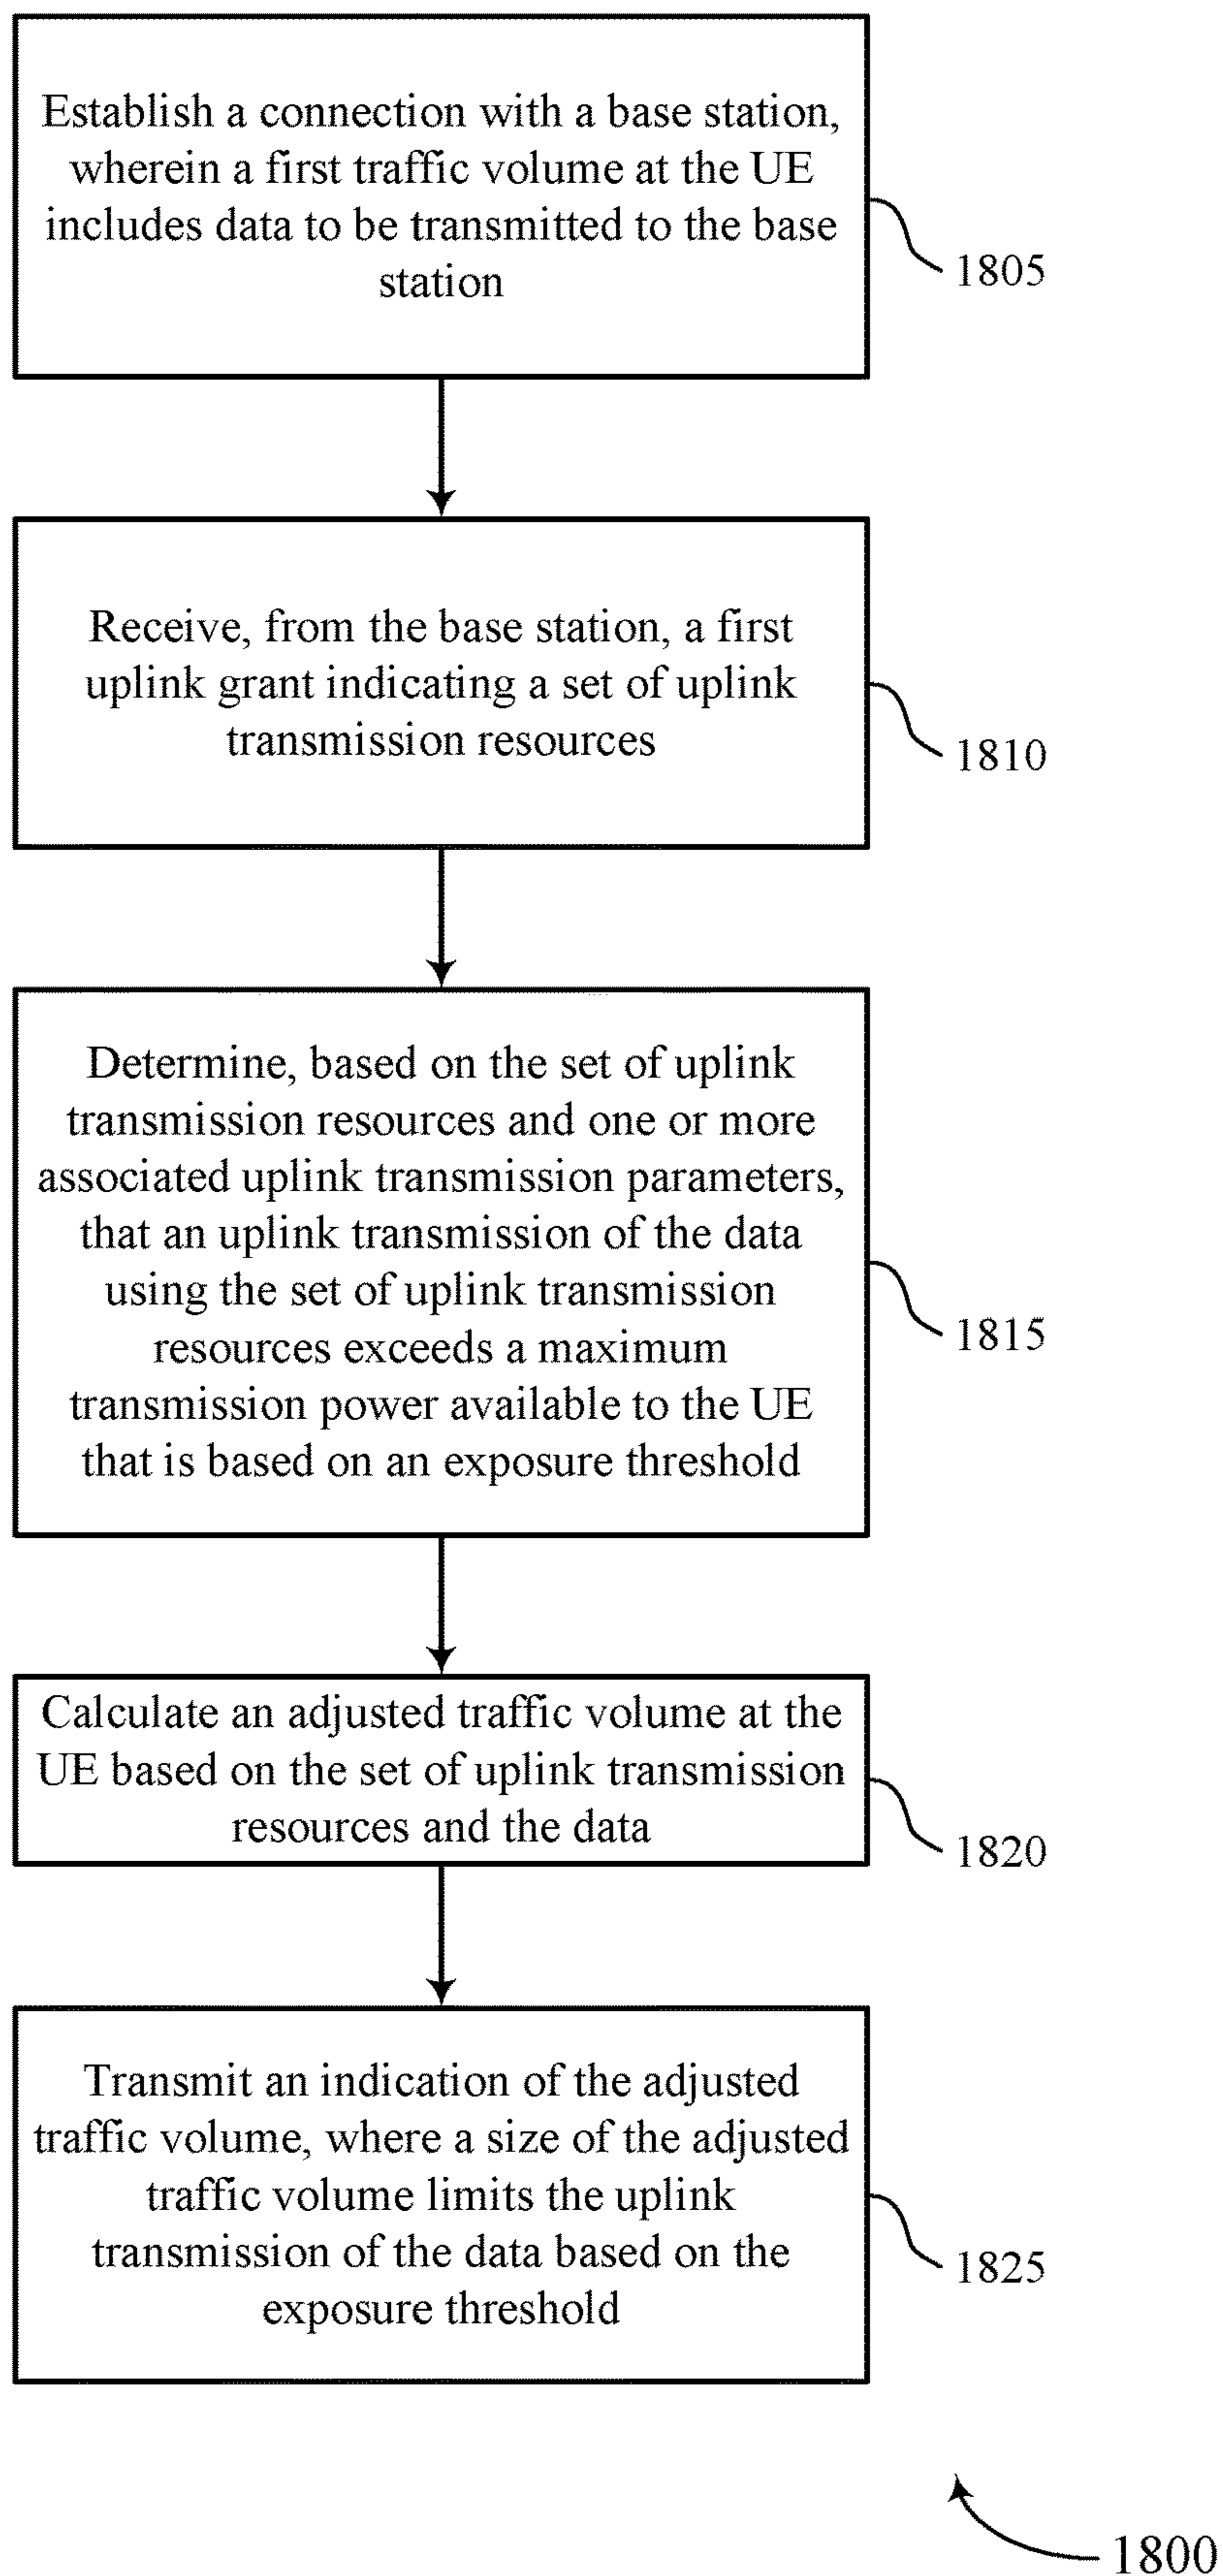 Establish a connection with a base station,
wherein a first traffic volume at the UE
includes data to be transmitted to the base
station
1805
Receive, from the base station, a first
uplink grant indicating a set of uplink
transmission resources
1810
Determine, based on the set of uplink
transmission resources and one or more
associated uplink transmission parameters,
that an uplink transmission of the data
using the set of uplink transmission
resources exceeds a maximum
transmission power available to the UE
that is based on an exposure threshold
1815
Calculate an adjusted traffic volume at the
UE based on the set of uplink transmission
resources and the data
1820
Transmit an indication of the adjusted
traffic volume, where a size of the adjusted
traffic volume limits the uplink
transmission of the data based on the
exposure threshold
1825
1800